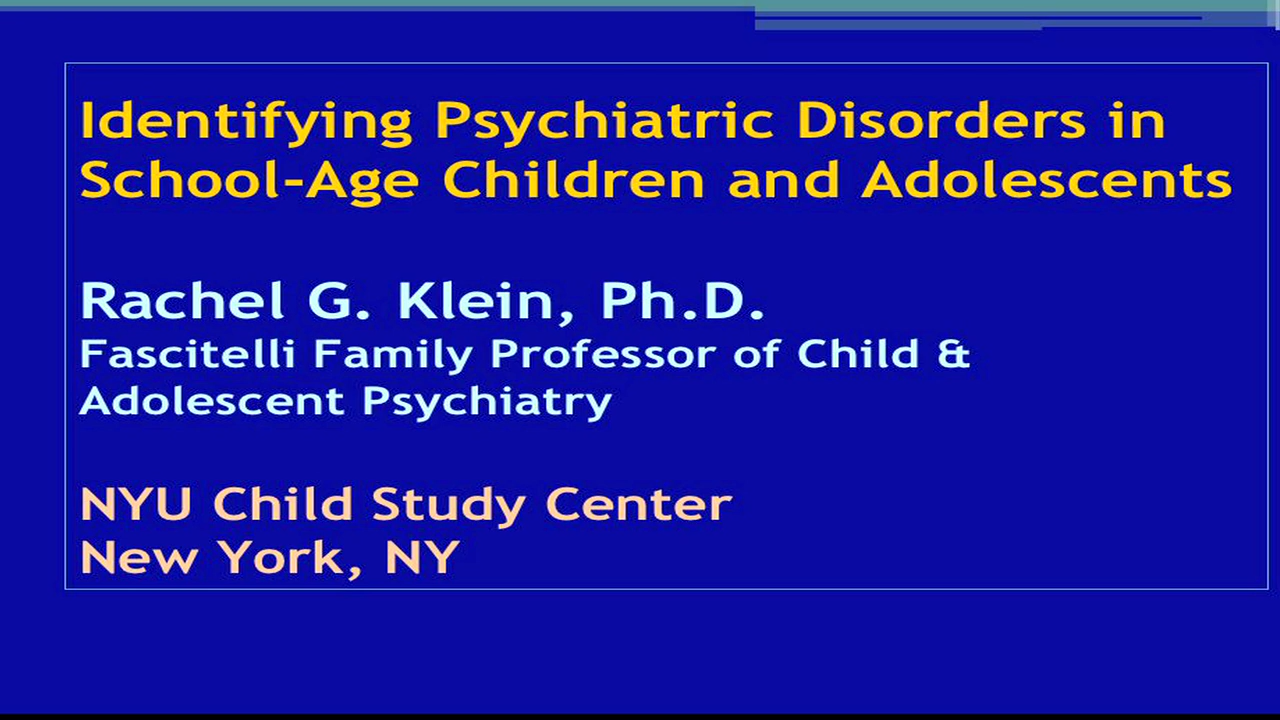 Identifying Psychiatric Disorders in
School-Age Children and Adolescents
Rachel G. Klein, Ph.D.
Fascitelli Family Professor of Child &
Adolescent Psychiatry
NYU Child Study Center
New York, NY